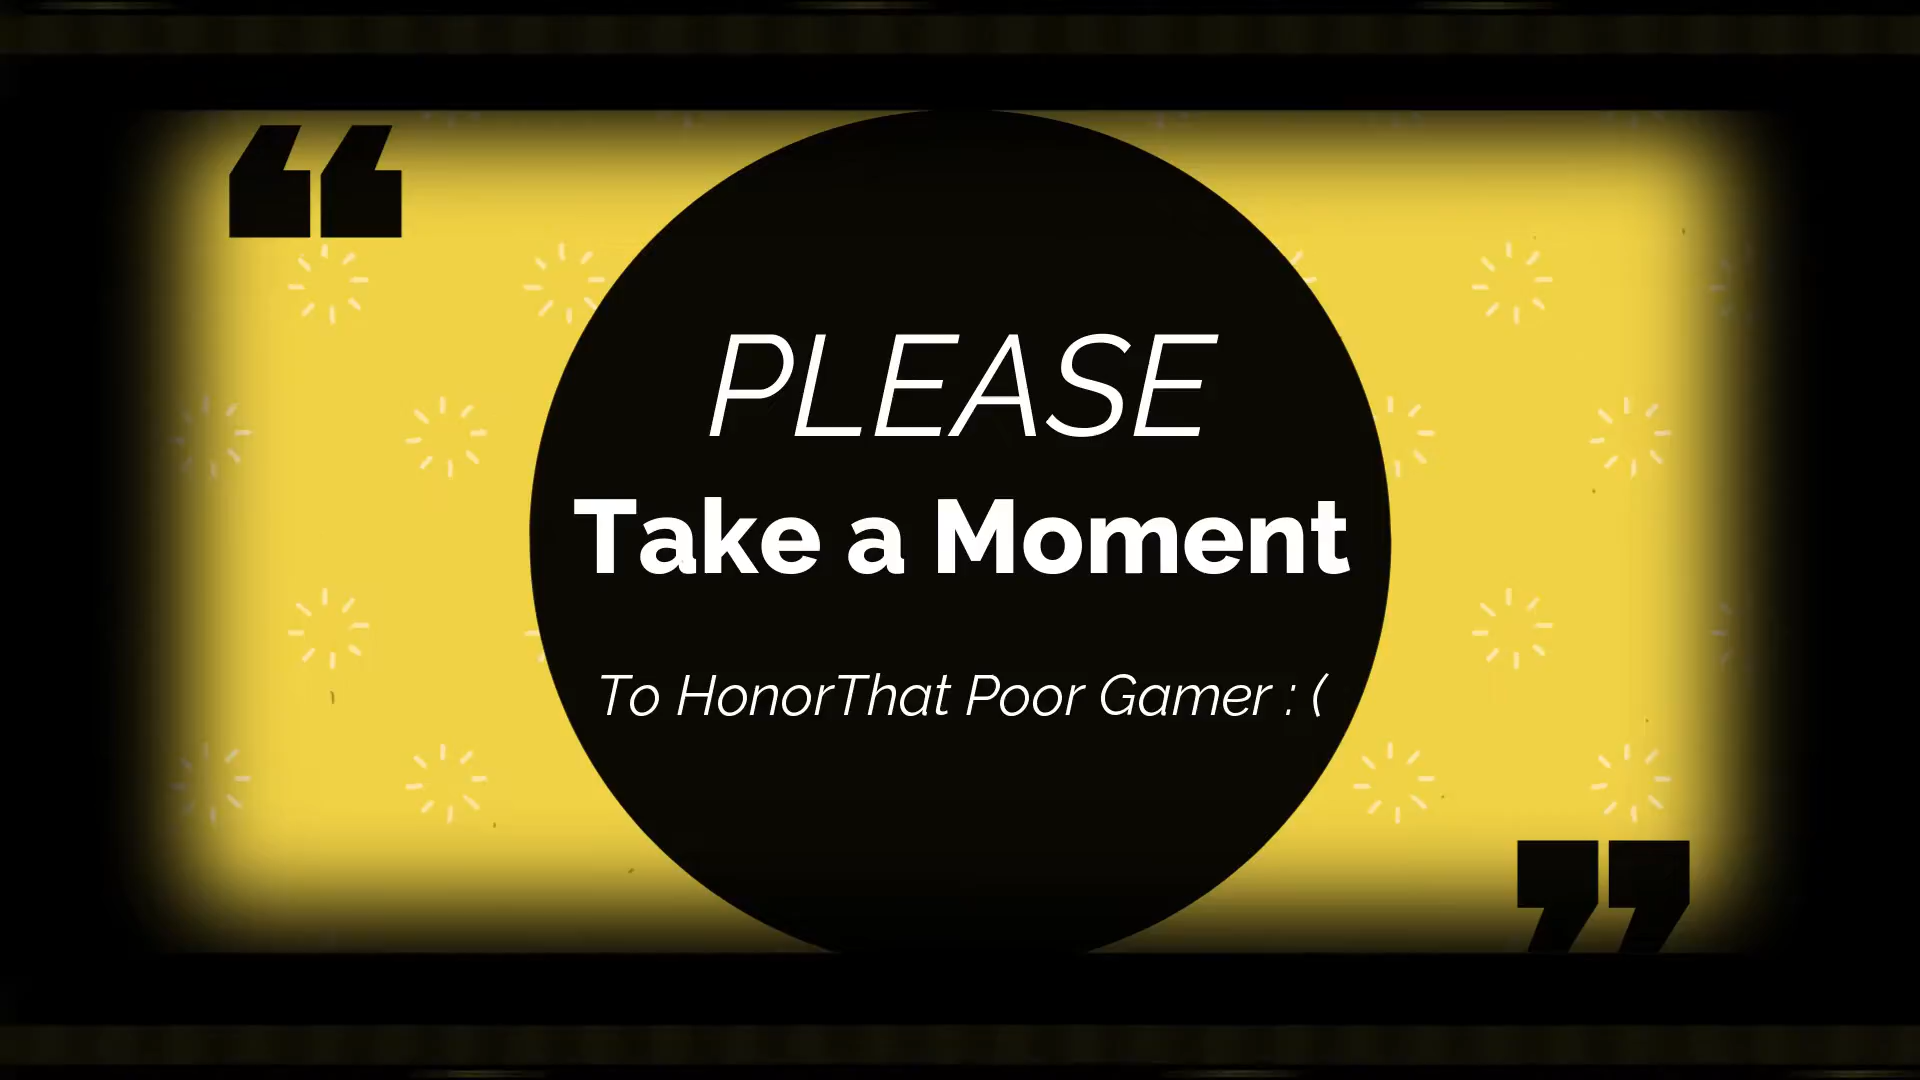 “
PLEASE
Take a Moment
To HonorThat Poor Gamer : (
”